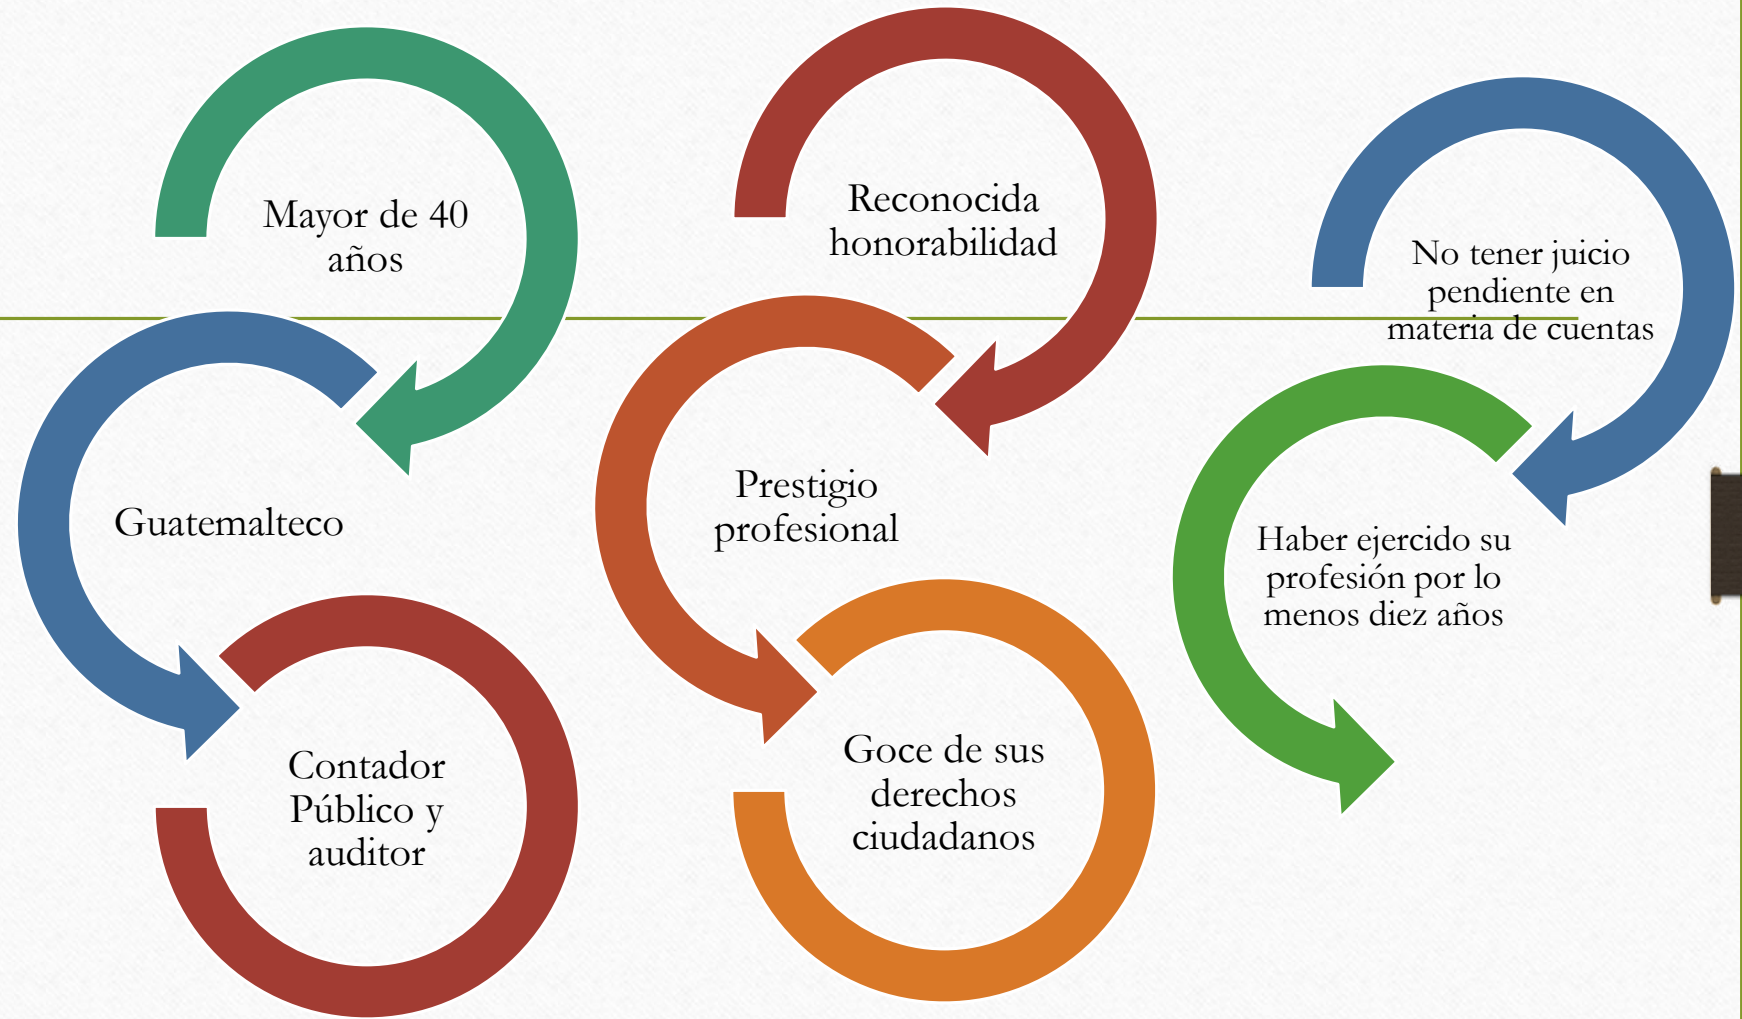 Mayor de 40
años
Guatemalteco
Contador
Público y
auditor
Reconocida
honorabilidad
Prestigio
profesional
Goce de sus
derechos
ciudadanos
No tener juicio
pendiente en
materia de cuentas
Haber ejercido su
profesión por lo
menos diez años